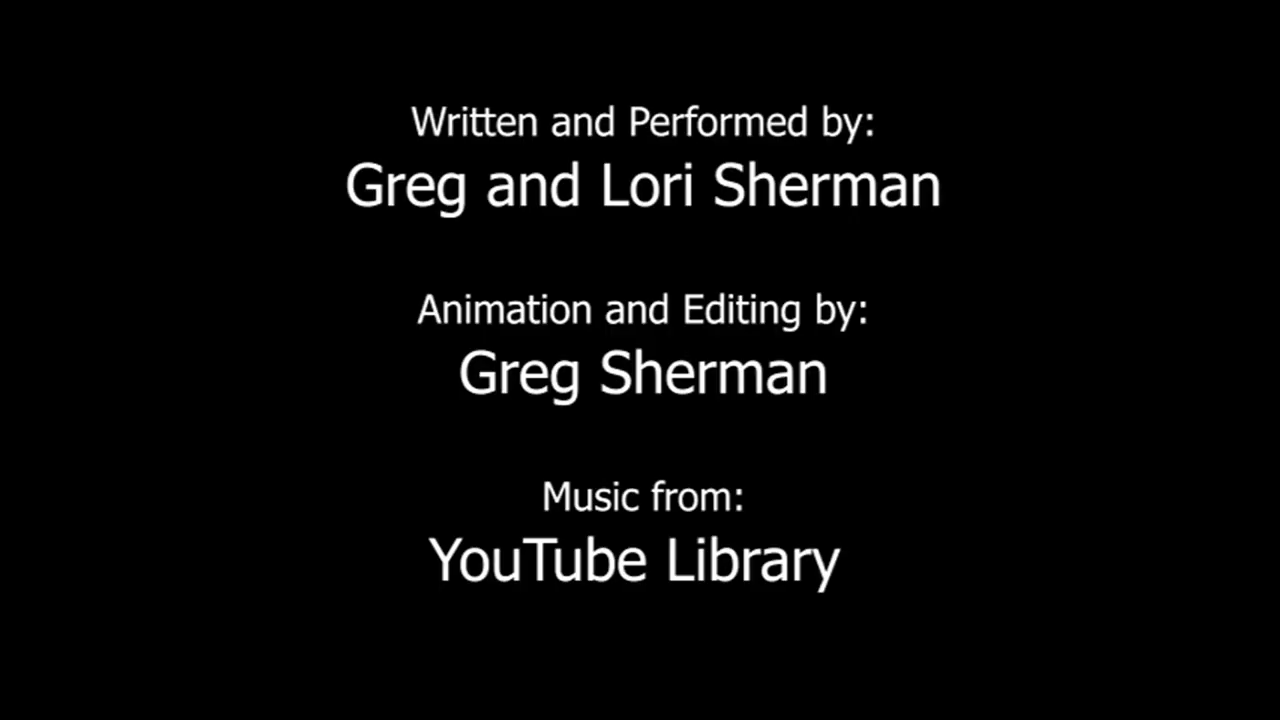 Written and Performed by:
Greg and Lori Sherman
Animation and Editing by:
Greg Sherman
Music from:
YouTube Library